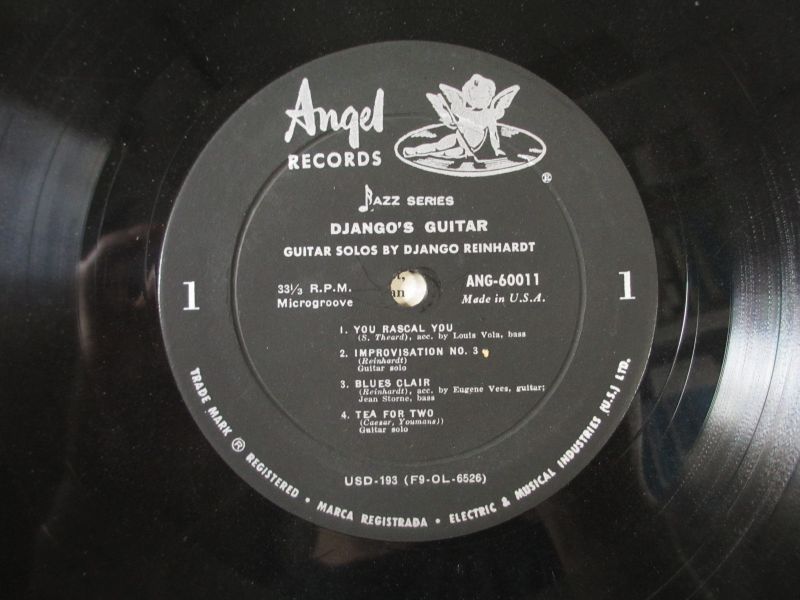 Angel
RECORDS
®
JAZZ SERIES
DJANGO'S GUITAR
GUITAR SOLOS BY DJANGO REINHARDT
33⅓ R.P.M.
Microgroove
ANG-60011
Made in U.S.A.
1
1
an
1. YOU RASCAL YOU
(S. Theard), acc. by Louis Vola, bass
2. IMPROVISATION NO. 3
(Reinhardt)
Guitar solo
3. BLUES CLAIR
(Reinhardt), acc. by Eugene Vees, guitar;
Jean Storne, bass
4. TEA FOR TWO
(Caesar, Youmans))
Guitar solo
USD-193 (F9-OL-6526)
TRADE MARK ® REGISTERED • MARCA REGISTRADA • ELECTRIC & MUSICAL INDUSTRIES (U.S.) LTD.